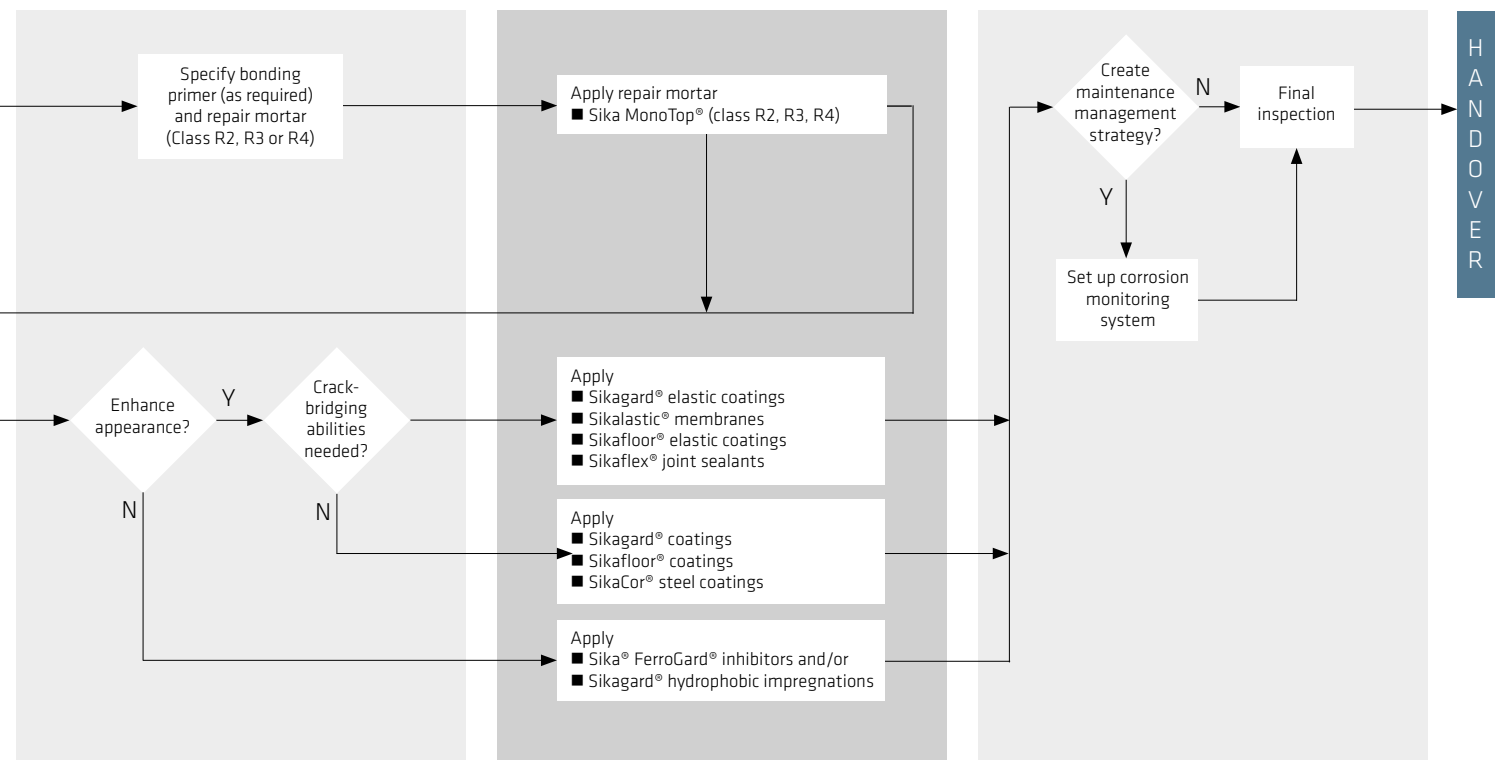 Specify bonding
primer (as required)
and repair mortar
(Class R2, R3 or R4)
Apply repair mortar
■ Sika MonoTop® (class R2, R3, R4)
Create
maintenance
management
strategy?
N
Final
inspection
HANDOVER
Y
Set up corrosion
monitoring
system
Enhance
appearance?
Y
Crack-
bridging
abilities
needed?
Apply
■ Sikagard® elastic coatings
■ Sikalastic® membranes
■ Sikafloor® elastic coatings
■ Sikaflex® joint sealants
N
N
Apply
■ Sikagard® coatings
■ Sikafloor® coatings
■ SikaCor® steel coatings
Apply
■ Sika® FerroGard® inhibitors and/or
■ Sikagard® hydrophobic impregnations